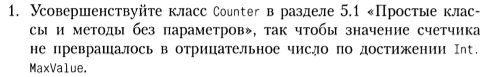 1. Усовершенствуйте класс Counter в разделе 5.1 «Простые клас-
сы и методы без параметров», так чтобы значение счетчика
не превращалось в отрицательное число по достижении Int.
MaxValue.